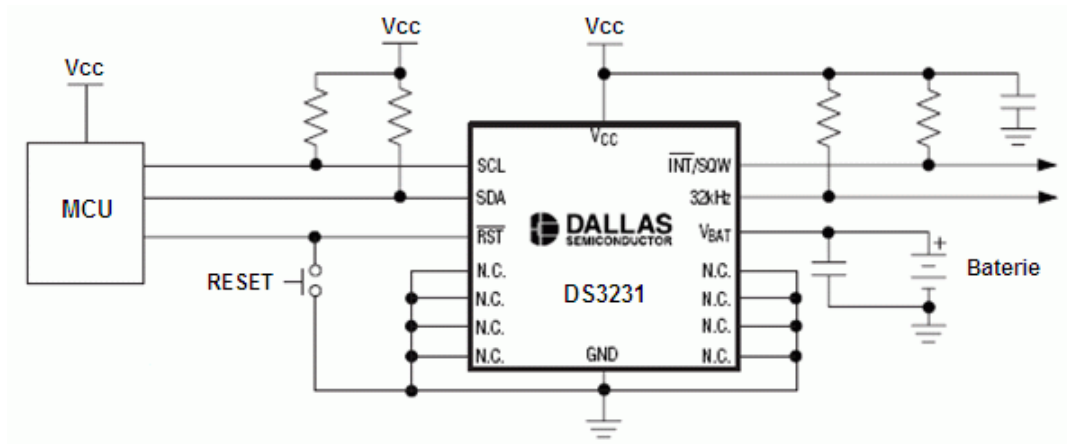 Vcc
Vcc
Vcc
MCU
RESET
VCC
SCL
SDA
RST
N.C.
N.C.
N.C.
N.C.
DALLAS
SEMICONDUCTOR
DS3231
GND
INT/SQW
32kHz
VBAT
N.C.
N.C.
N.C.
N.C.
+
Baterie